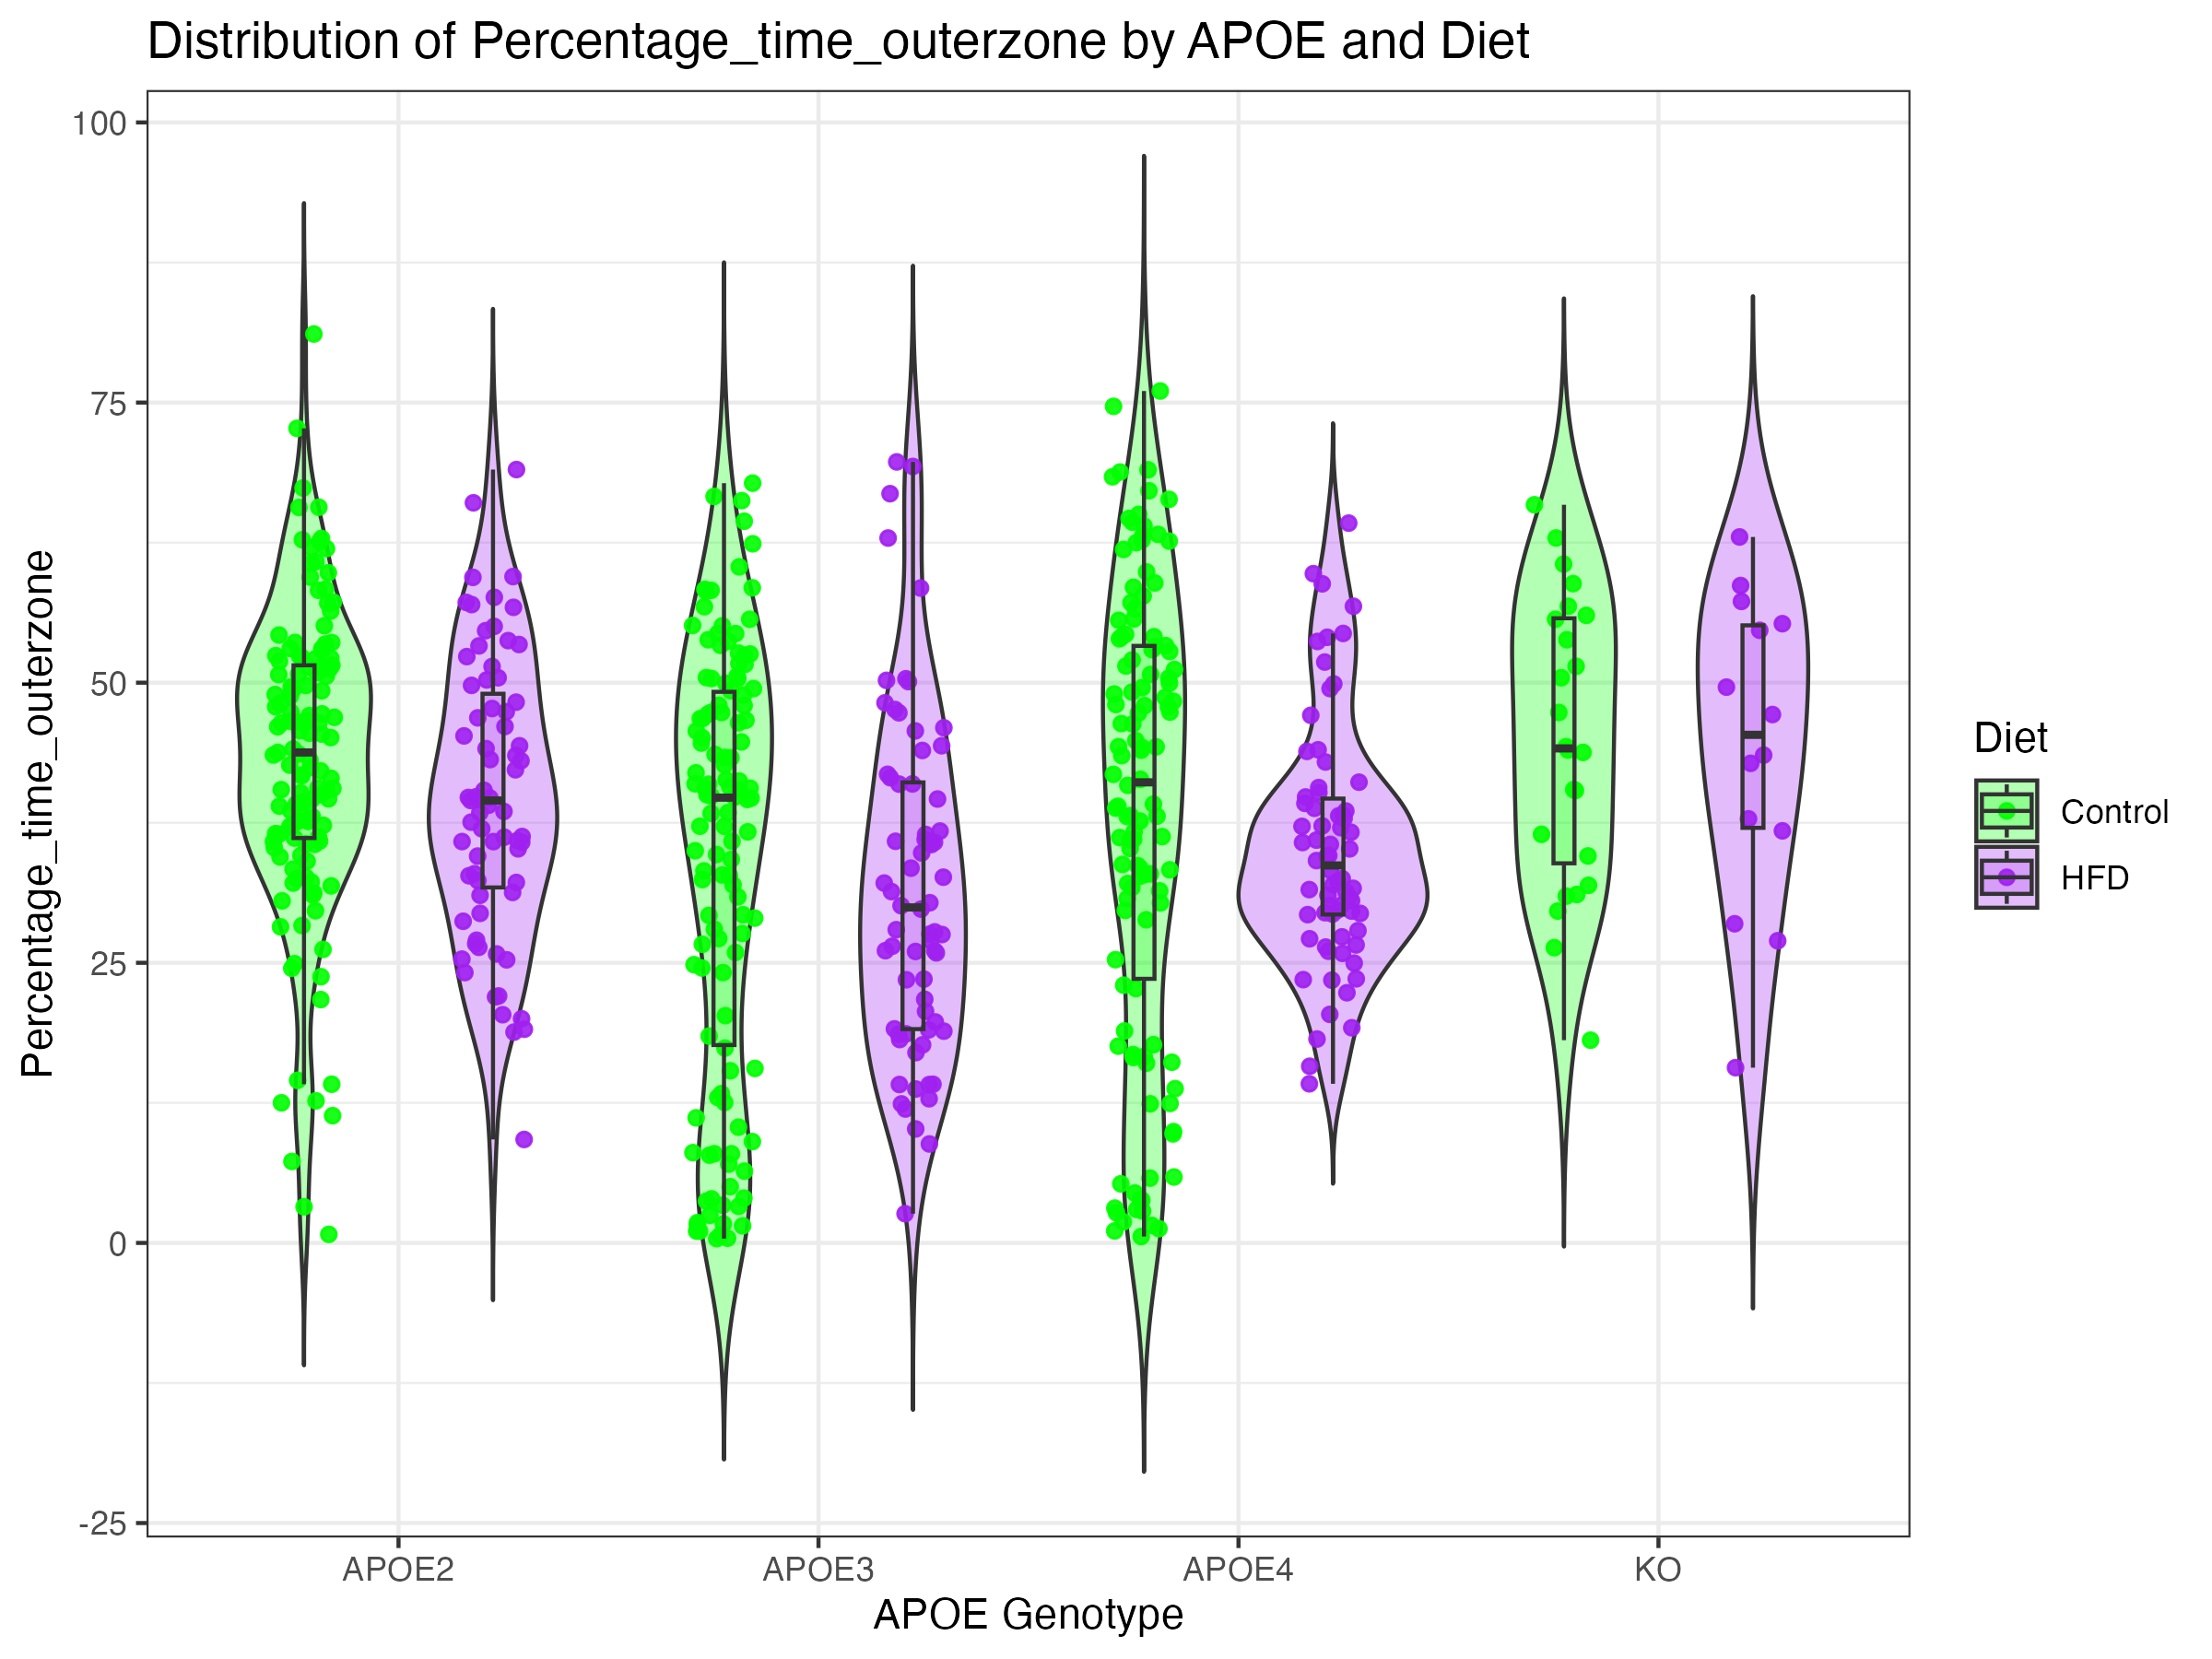 Distribution of Percentage_time_outerzone by APOE and Diet
Percentage_time_outerzone
100
75
50
25
0
-25
APOE2
APOE3
APOE4
KO
APOE Genotype
Diet
Control
HFD